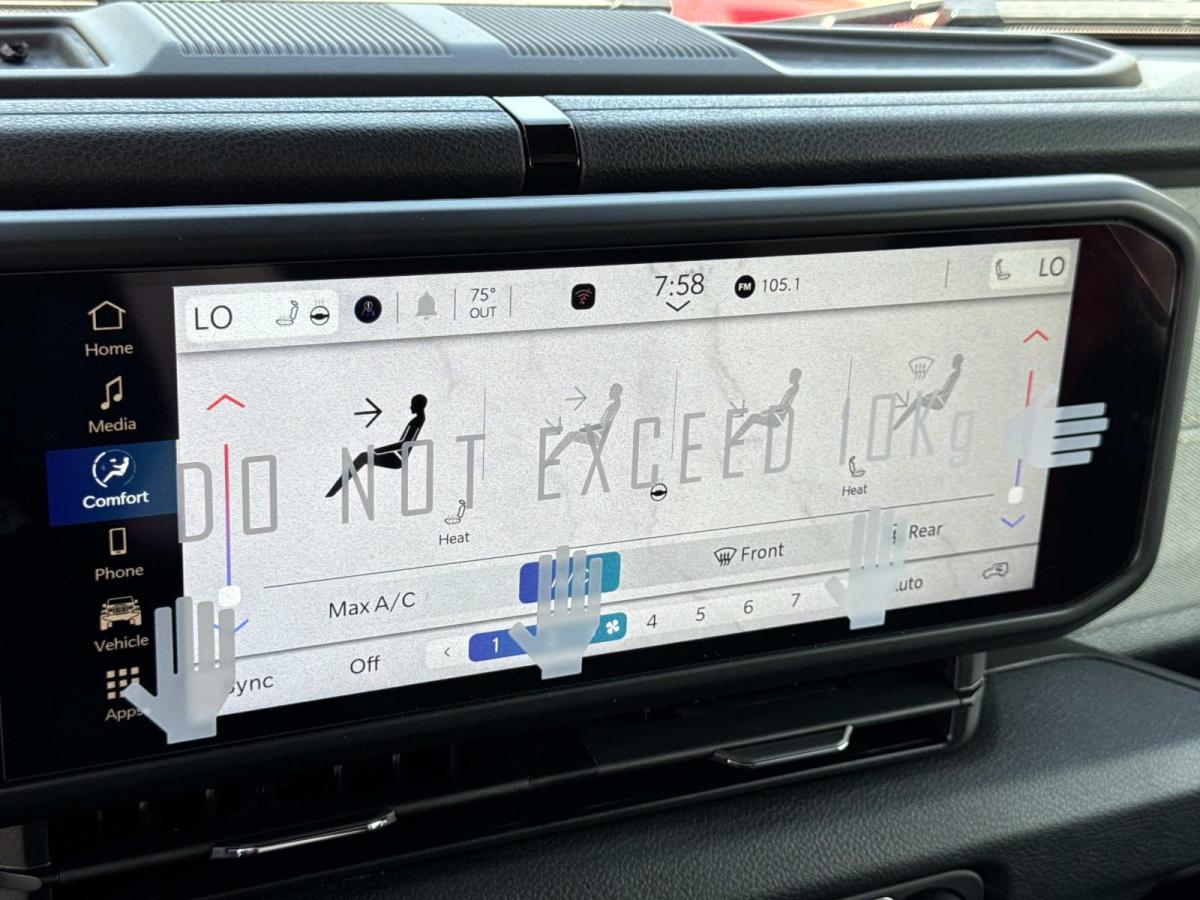 LO
75°
OUT
7:58
FM 105.1
LO
Home
Media
Comfort
Phone
Vehicle
Apps
DO NOT EXCEED 10Kg
Heat
Heat
Max A/C
Front
Rear
Off
1
4 5 6 7